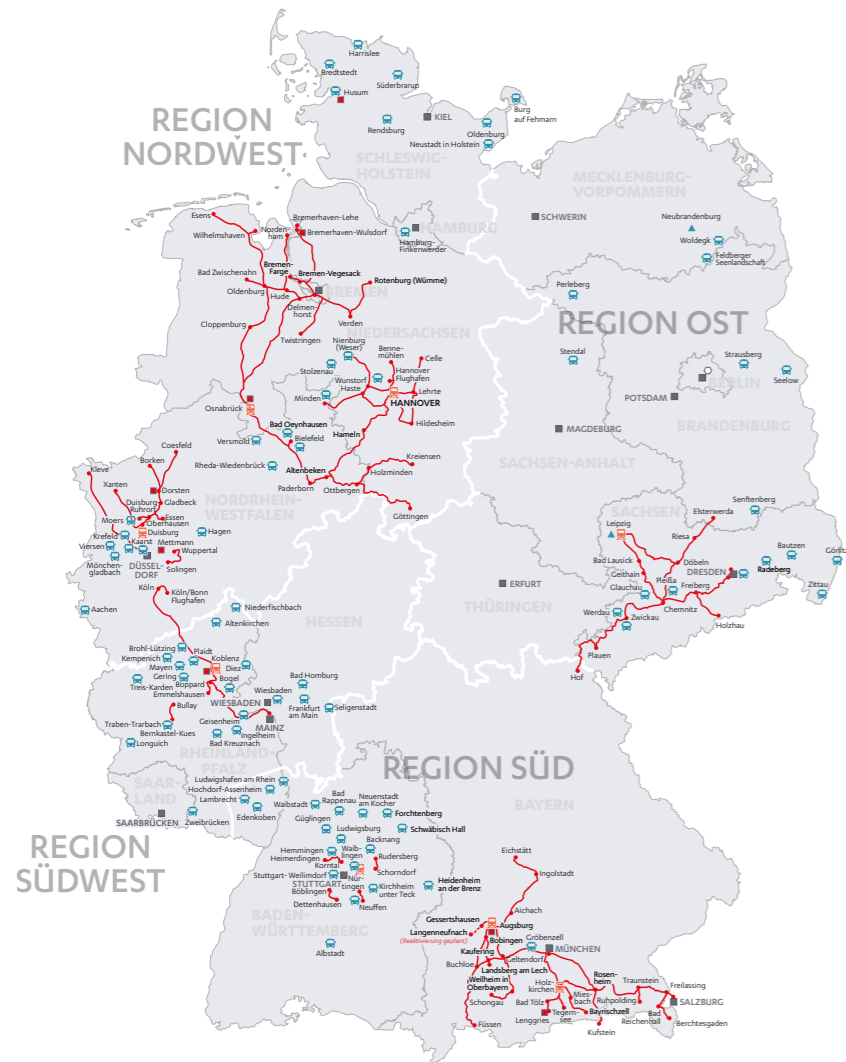 Harrislee
Bredtstedt
Süderbrarup
Husum
Burg
auf Fehmarn
REGION
NORDWEST
KIEL
Rendsburg
Oldenburg
Neustadt in Holstein
SCHLESWIG-
HOLSTEIN
MECKLENBURG-
VORPOMMERN
Esens
Bremerhaven-Lehe
SCHWERIN
Neubrandenburg
Wilhelmshaven
Norden-
ham
Bremerhaven-Wulsdorf
HAMBURG
Hamburg-
Finkenwerder
Woldegk
Feldberger
Seenlandschaft
Bremen-
Farge
Bremen-Vegesack
Bad Zwischenahn
Rotenburg (Wümme)
Perleberg
Oldenburg
Hude
BREMEN
Delmen-
horst
Verden
REGION OST
Cloppenburg
Twistringen
NIEDERSACHSEN
Nienburg
(Weser)
Benne-
mühlen
Celle
Stolzenau
Hannover
Flughafen
Stendal
Strausberg
Seelow
BERLIN
Wunstorf
Haste
Lehrte
Minden
HANNOVER
POTSDAM
Osnabrück
Bad Oeynhausen
Hildesheim
BRANDENBURG
Versmold
Bielefeld
Hameln
MAGDEBURG
Coesfeld
Kreiensen
SACHSEN-ANHALT
Borken
Rheda-Wiedenbrück
Altenbeken
Holzminden
Kleve
Xanten
Dorsten
Paderborn
Ottbergen
Duisburg
Ruhrort
Gladbeck
NORDRHEIN-
WESTFALEN
Göttingen
SACHSEN
Senftenberg
Moers
Essen
Oberhausen
Leipzig
Elsterwerda
Krefeld
Duisburg
Hagen
Riesa
Viersen
Kaarst
Mettmann
Wuppertal
Bautzen
Görlitz
Mönchen-
gladbach
DÜSSEL-
DORF
Solingen
Bad Lausick
Döbeln
DRESDEN
Radeberg
Geithain
Pleißa
Freiberg
Köln
Köln/Bonn
Flughafen
ERFURT
Glauchau
Chemnitz
Zittau
Aachen
Niederfischbach
HESSEN
THÜRINGEN
Werdau
Zwickau
Holzhau
Altenkirchen
Plauen
Brohl-Lützing
Plaidt
Hof
Kempenich
Koblenz
Mayen
Diez
Gering
Bogel
Bad Homburg
Treis-Karden
Boppard
Emmelshausen
Wiesbaden
WIESBADEN
Frankfurt
am Main
Seligenstadt
Bullay
MAINZ
Traben-Trarbach
Geisenheim
Bernkastel-Kues
Ingelheim
Longuich
Bad Kreuznach
RHEINLAND-
PFALZ
REGION SÜD
SAAR-
LAND
Ludwigshafen am Rhein
Hochdorf-Assenheim
Lambrecht
Bad
Rappenau
Neuenstadt
am Kocher
BAYERN
Waibstadt
Forchtenberg
SAARBRÜCKEN
Edenkoben
Güglingen
Zweibrücken
Ludwigsburg
Schwäbisch Hall
REGION
SÜDWEST
Backnang
Hemmingen
Waib-
lingen
Heimerdingen
Rudersberg
Eichstätt
Korntal
Stuttgart-Weilimdorf
Schorndorf
Ingolstadt
STUTTGART
Nür-
tingen
Heidenheim
an der Brenz
Böblingen
Kirchheim
unter Teck
Dettenhausen
Neuffen
Aichach
BADEN-
WÜRTTEMBERG
Gessertshausen
Augsburg
Langenneufnach
(Reaktivierung geplant)
Bobingen
Gröbenzell
Albstadt
Kaufering
MÜNCHEN
Buchloe
Geltendorf
Landsberg am Lech
Weilheim in
Oberbayern
Holz-
kirchen
Rosen-
heim
Traunstein
Freilassing
Schongau
Mies-
bach
SALZBURG
Bad Tölz
Tegern-
see
Ruhpolding
Bad
Reichenhall
Füssen
Lenggries
Bayrischzell
Berchtesgaden
Kufstein